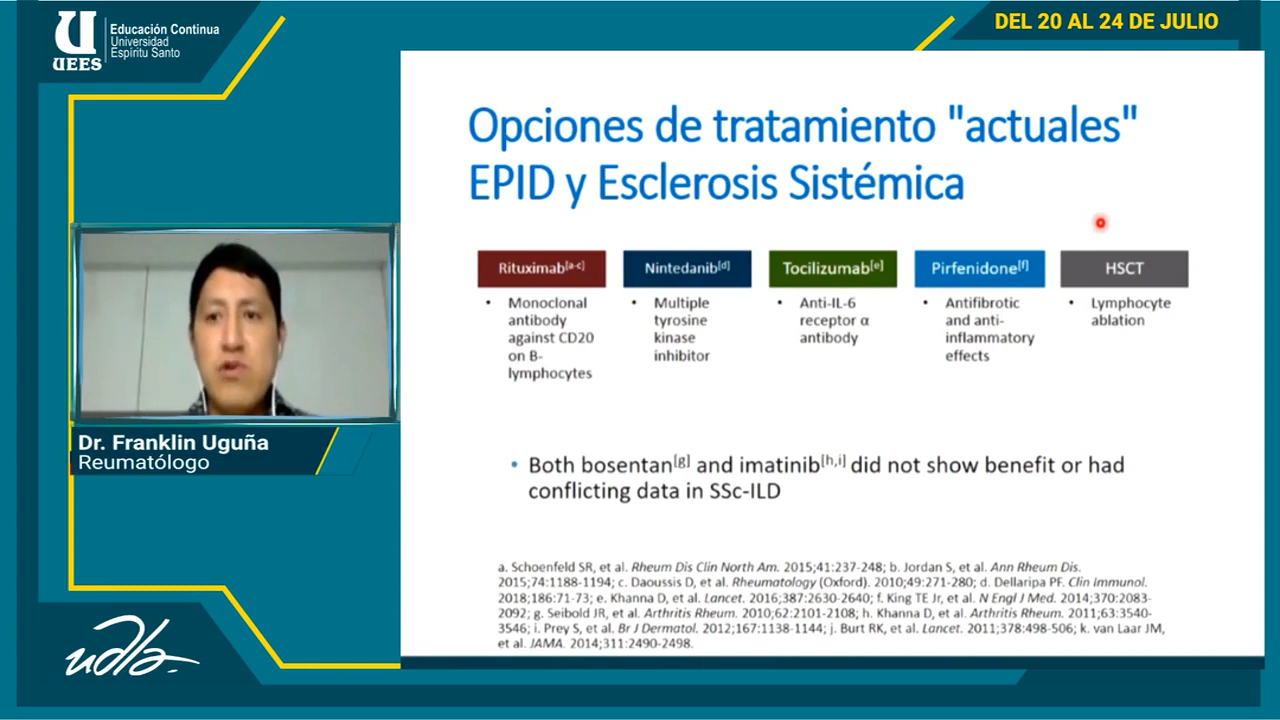 UEES
Educación Continua
Universidad
Espíritu Santo
DEL 20 AL 24 DE JULIO
Opciones de tratamiento "actuales"
EPID y Esclerosis Sistémica
Rituximab[a-c]
Nintedanib[d]
Tocilizumab[e]
Pirfenidone[f]
HSCT
• Monoclonal
antibody
against CD20
on B-
lymphocytes
• Multiple
tyrosine
kinase
inhibitor
• Anti-IL-6
receptor α
antibody
• Antifibrotic
and anti-
inflammatory
effects
• Lymphocyte
ablation
Dr. Franklin Uguña
Reumatólogo
• Both bosentan[g] and imatinib[h,i] did not show benefit or had
conflicting data in SSc-ILD
a. Schoenfeld SR, et al. Rheum Dis Clin North Am. 2015;41:237-248; b. Jordan S, et al. Ann Rheum Dis.
2015;74:1188-1194; c. Daoussis D, et al. Rheumatology (Oxford). 2010;49:271-280; d. Dellaripa PF. Clin Immunol.
2018;186:71-73; e. Khanna D, et al. Lancet. 2016;387:2630-2640; f. King TE Jr, et al. N Engl J Med. 2014;370:2083-
2092; g. Seibold JR, et al. Arthritis Rheum. 2010;62:2101-2108; h. Khanna D, et al. Arthritis Rheum. 2011;63:3540-
3546; i. Prey S, et al. Br J Dermatol. 2012;167:1138-1144; j. Burt RK, et al. Lancet. 2011;378:498-506; k. van Laar JM,
et al. JAMA. 2014;311:2490-2498.
udla